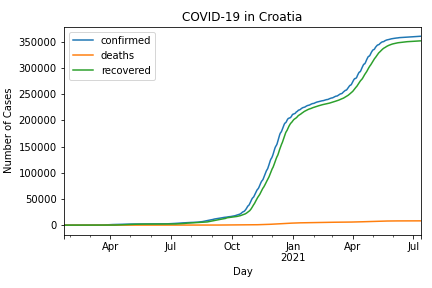 COVID-19 in Croatia
confirmed
deaths
recovered
Number of Cases
350000
300000
250000
200000
150000
100000
50000
0
Apr Jul Oct Jan Apr Jul
2021
Day